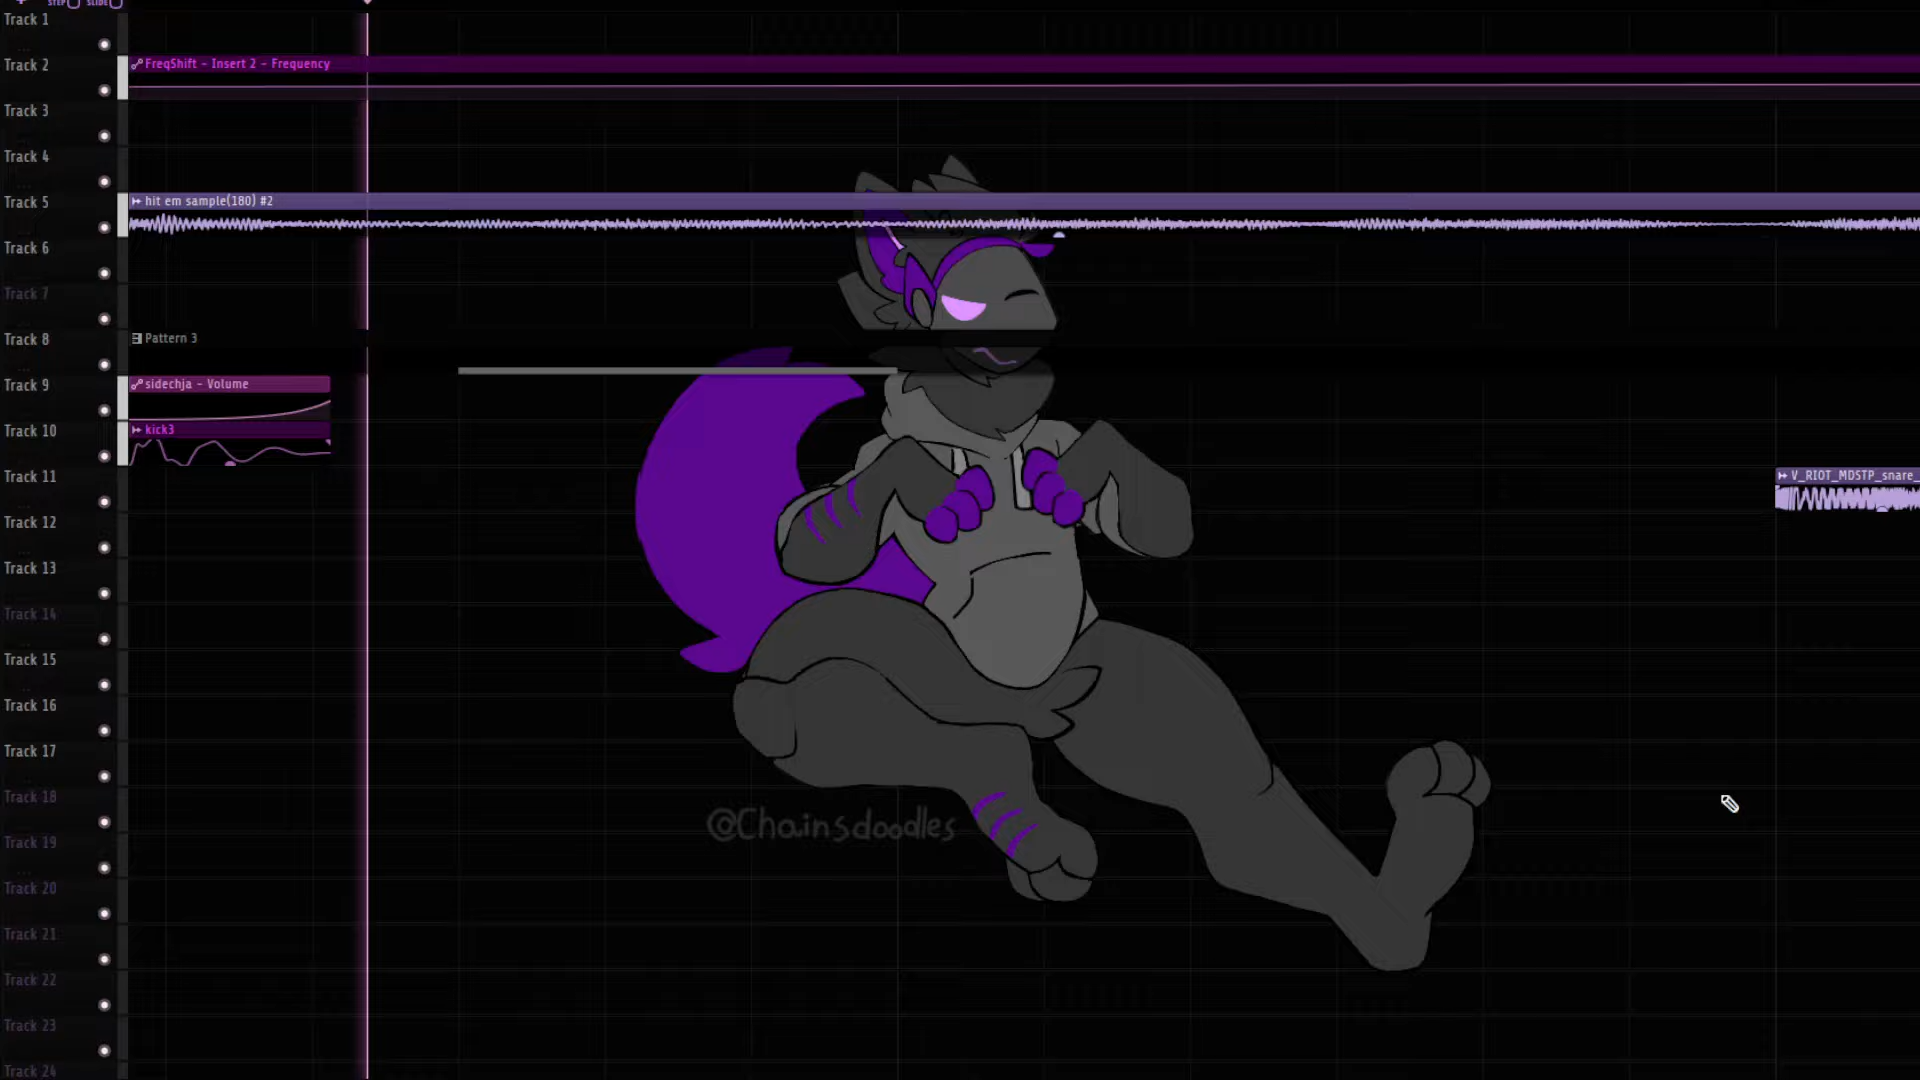 STEP SLIDE
Track 1
Track 2
FreqShift - Insert 2 - Frequency
Track 3
Track 4
Track 5
hit em sample(180) #2
Track 6
Track 7
Track 8
Pattern 3
Track 9
sidechja - Volume
Track 10
kick3
Track 11
V_RIOT_MDSTP_snare_
Track 12
Track 13
Track 14
Track 15
Track 16
Track 17
Track 18
@Chainsdoodles
Track 19
Track 20
Track 21
Track 22
Track 23
Track 24